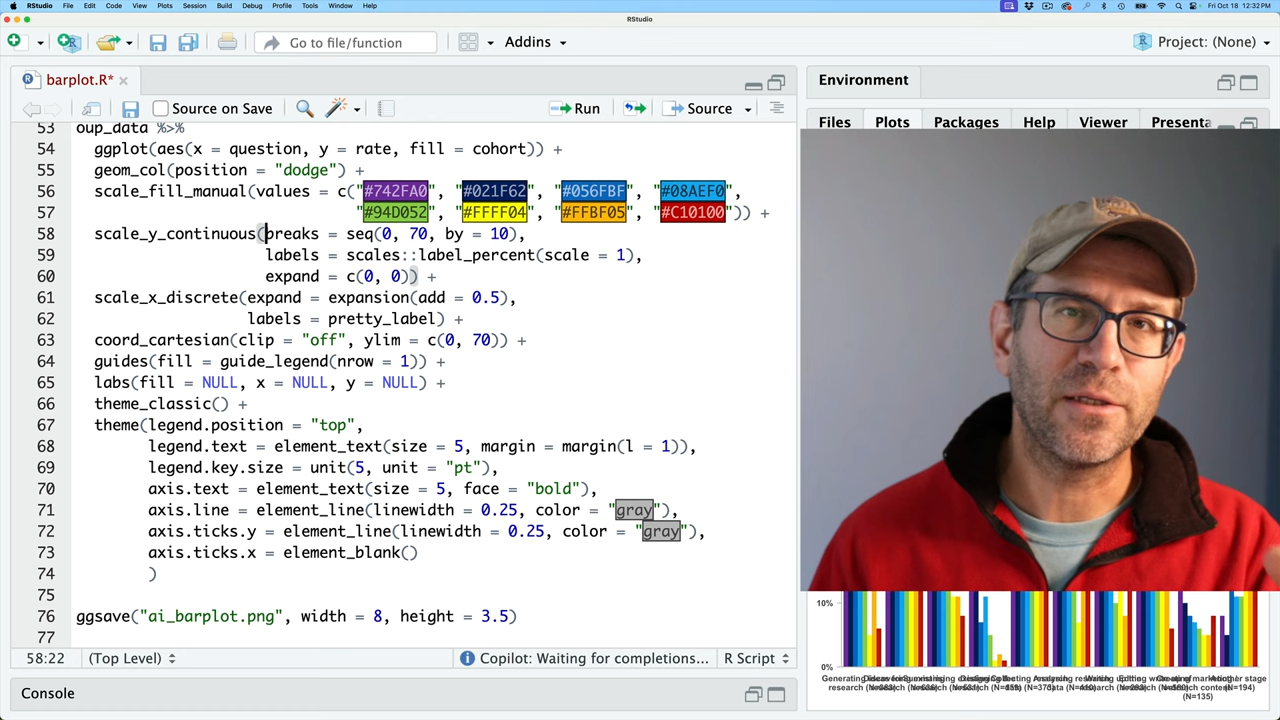 RStudio File Edit Code View Plots Session Build Debug Profile Tools Window Help Fri Oct 18 12:32 PM
RStudio
Go to file/function Addins Project: (None)
barplot.R* Environment
Source on Save Run Source Files Plots Packages Help Viewer Presenta
53 oup_data %>%
54 ggplot(aes(x = question, y = rate, fill = cohort)) +
55 geom_col(position = "dodge") +
56 scale_fill_manual(values = c("#742FA0", "#021F62", "#056FBF", "#08AEF0",
57 "#94D052", "#FFFF04", "#FFBF05", "#C10100")) +
58 scale_y_continuous(breaks = seq(0, 70, by = 10),
59 labels = scales::label_percent(scale = 1),
60 expand = c(0, 0)) +
61 scale_x_discrete(expand = expansion(add = 0.5),
62 labels = pretty_label) +
63 coord_cartesian(clip = "off", ylim = c(0, 70)) +
64 guides(fill = guide_legend(nrow = 1)) +
65 labs(fill = NULL, x = NULL, y = NULL) +
66 theme_classic() +
67 theme(legend.position = "top",
68 legend.text = element_text(size = 5, margin = margin(l = 1)),
69 legend.key.size = unit(5, unit = "pt"),
70 axis.text = element_text(size = 5, face = "bold"),
71 axis.line = element_line(linewidth = 0.25, color = "gray"),
72 axis.ticks.y = element_line(linewidth = 0.25, color = "gray"),
73 axis.ticks.x = element_blank()
74 )
75
76 ggsave("ai_barplot.png", width = 8, height = 3.5)
77
10%
0%
58:22 (Top Level) Copilot: Waiting for completions... R Script
(N=135)
Console